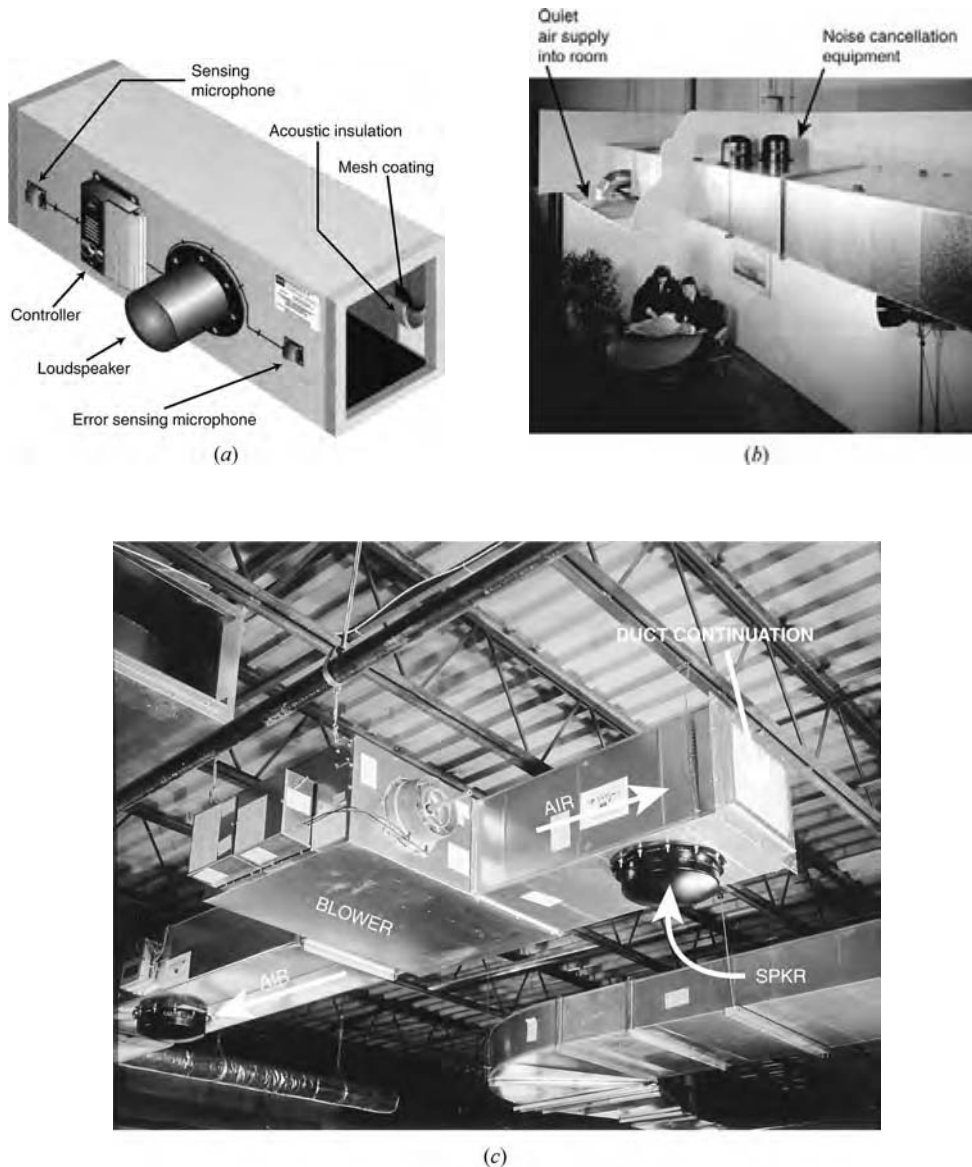 Sensing
microphone
Acoustic insulation
Mesh coating
Controller
Loudspeaker
Error sensing microphone
(a)
Quiet
air supply
into room
Noise cancellation
equipment
(b)
DUCT CONTINUATION
AIR
BLOWER
AIR
SPKR
(c)